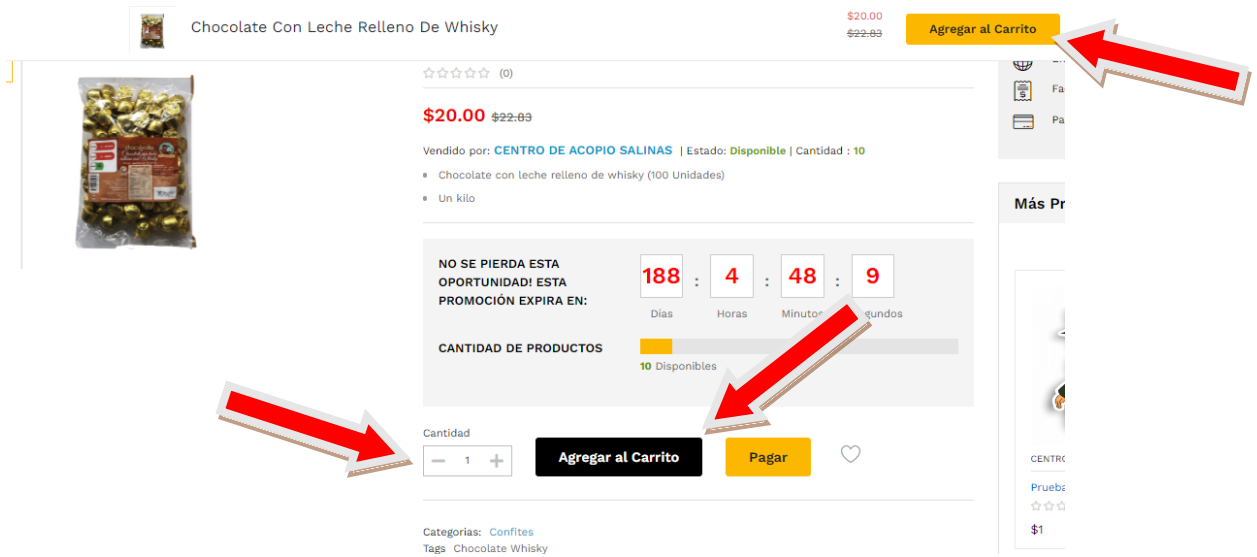 Chocolate Con Leche Relleno De Whisky
$20.00
$22.83
Agregar al Carrito
(0)
$20.00 $22.83
Vendido por: CENTRO DE ACOPIO SALINAS | Estado: Disponible | Cantidad : 10
Chocolate con leche relleno de whisky (100 Unidades)
Un kilo
NO SE PIERDA ESTA
OPORTUNIDAD! ESTA
PROMOCIÓN EXPIRA EN:
188 : 4 : 48 : 9
Días Horas Minutos gundos
CANTIDAD DE PRODUCTOS
10 Disponibles
Cantidad
1
Agregar al Carrito
Pagar
Categorias: Confites
Tags Chocolate Whisky
Fa
Pa
Más Pr
CENTRO
Prueba
$1